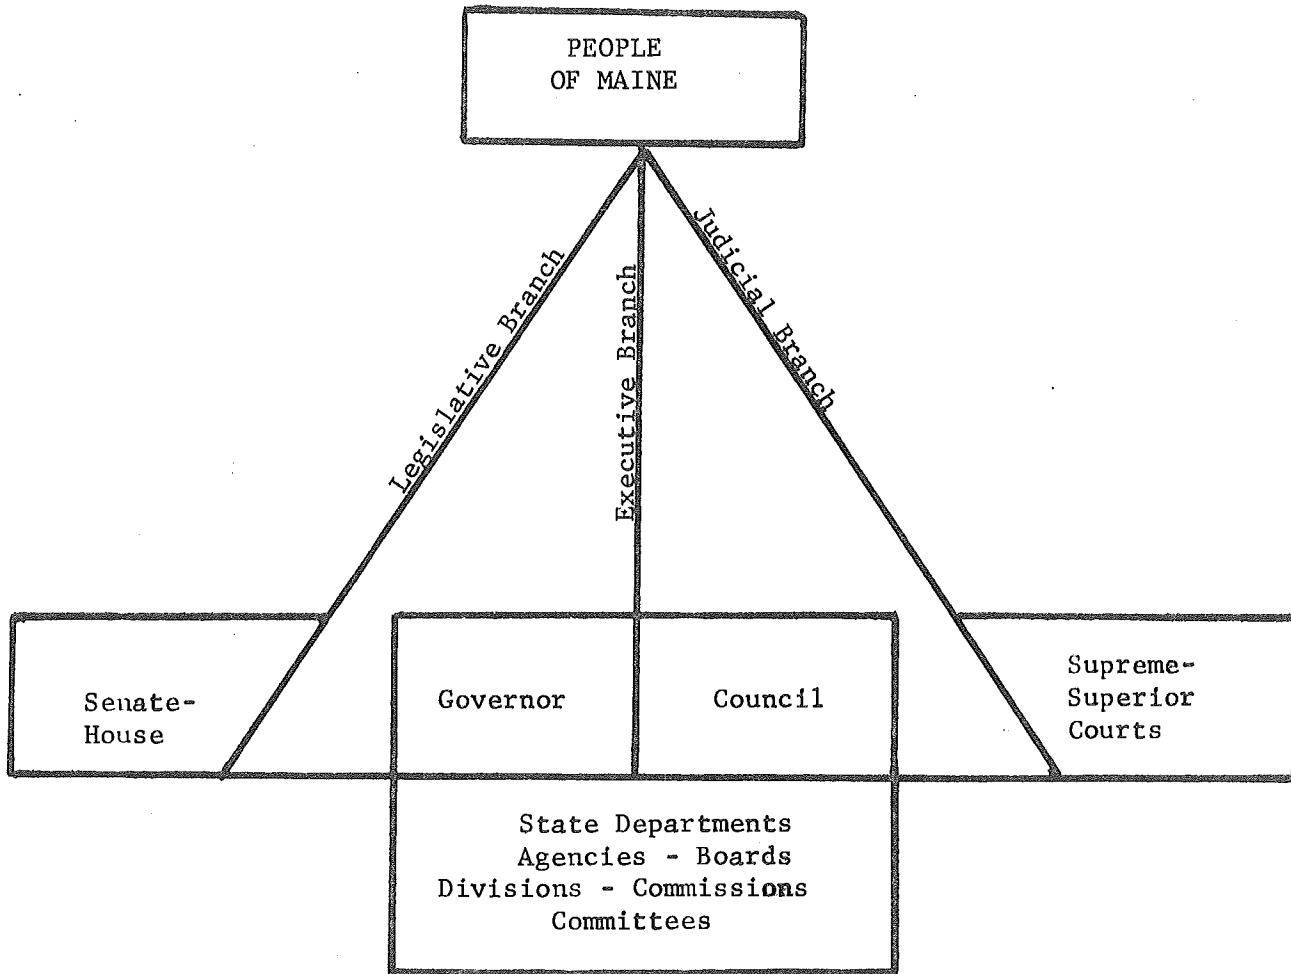 PEOPLE
OF MAINE
Legislative Branch
Executive Branch
Judicial Branch
Senate-
House
Governor
Council
Supreme-
Superior
Courts
State Departments
Agencies - Boards
Divisions - Commissions
Committees